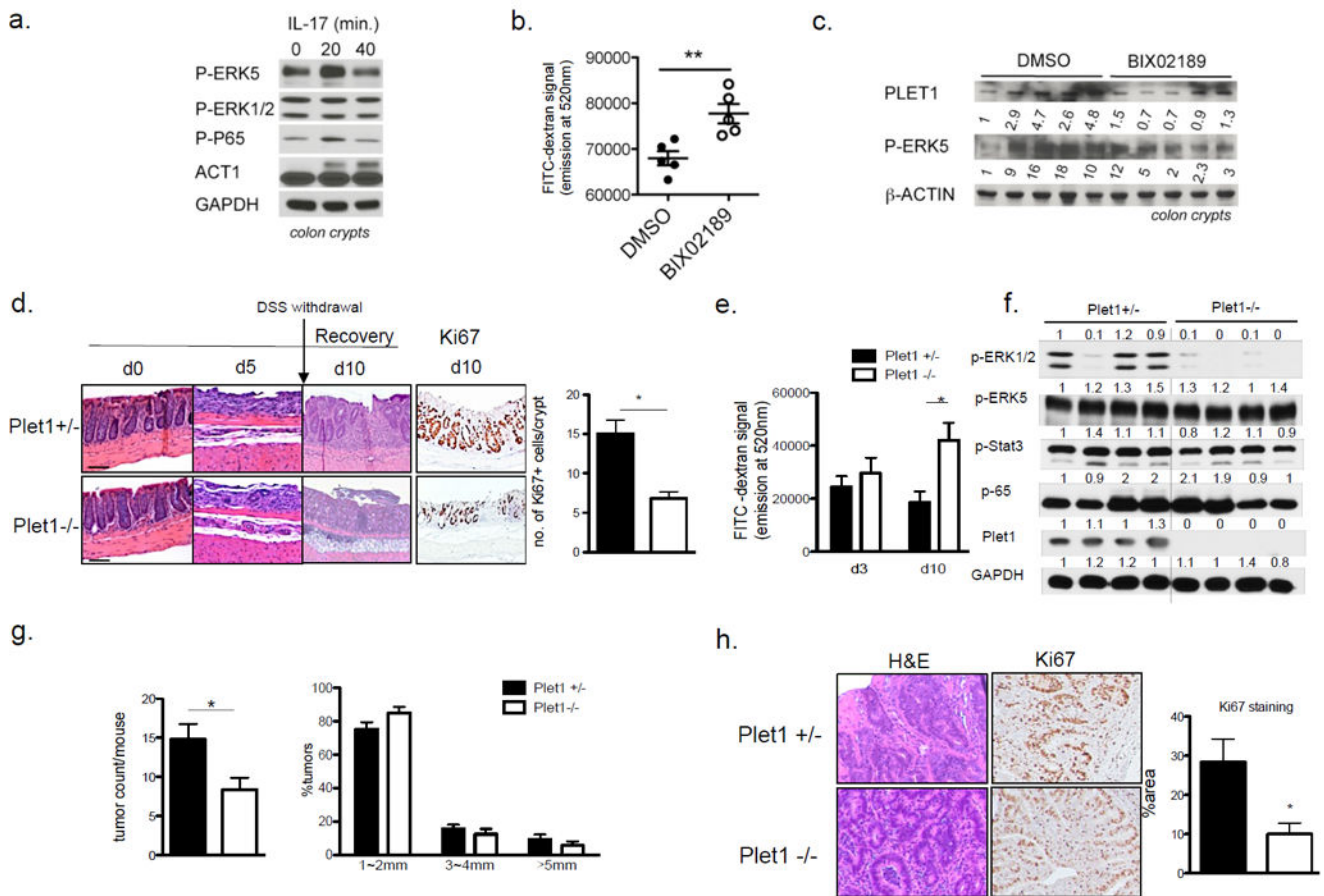 a.
IL-17 (min.)
0 20 40
P-ERK5
P-ERK1/2
P-P65
ACT1
GAPDH
colon crypts
b.
**
90000
80000
70000
60000
FITC-dextran signal
(emission at 520nm)
DMSO
BIX02189
c.
DMSO BIX02189
PLET1
1 2.9 4.7 2.6 4.8 1.5 0.7 0.7 0.9 1.3
P-ERK5
1 9 16 18 10 12 5 2 2.3 3
β-ACTIN
colon crypts
d.
DSS withdrawal
Recovery Ki67
d0 d5 d10 d10
Plet1+/-
Plet1-/-
no. of Ki67+ cells/crypt
20
15
10
5
0
*
e.
Plet1 +/-
Plet1 -/-
FITC-dextran signal
(emission at 520nm)
60000
40000
20000
0
*
d3 d10
f.
Plet1+/- Plet1-/-
1 0.1 1.2 0.9 0.1 0 0.1 0
p-ERK1/2
1 1.2 1.3 1.5 1.3 1.2 1 1.4
p-ERK5
1 1.4 1.1 1.1 0.8 1.2 1.1 0.9
p-Stat3
1 0.9 2 2 2.1 1.9 0.9 1
p-65
1 1.1 1 1.3 0 0 0 0
Plet1
1 1.2 1.2 1 1.1 1 1.4 0.8
GAPDH
g.
tumor count/mouse
20
15
10
5
0
*
%tumors
100
80
60
40
20
0
1~2mm 3~4mm >5mm
Plet1 +/-
Plet1-/-
h.
H&E Ki67
Plet1 +/-
Plet1 -/-
Ki67 staining
%area
40
30
20
10
0
*